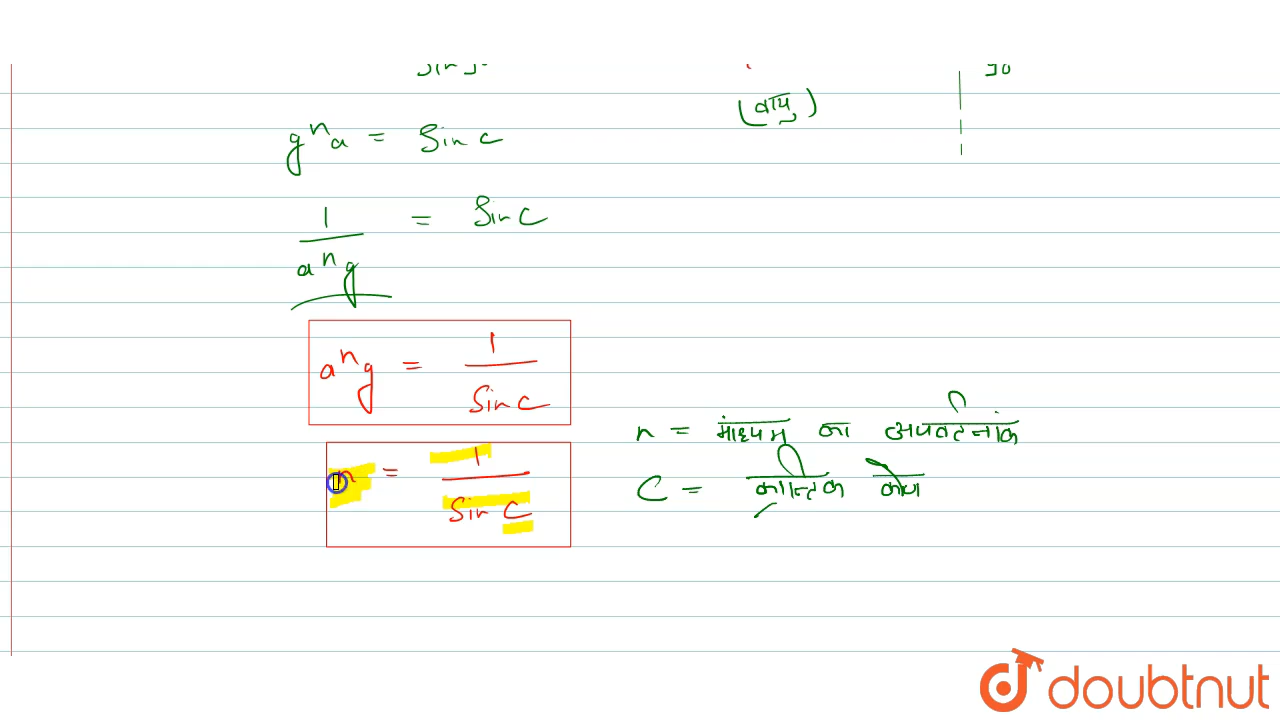 (वायु)
gna = Sin C
1
ang = Sin C
ang = 1
Sin C
n = 1
Sin C
n = माध्यम का अपवर्तनांक
C = क्रान्तिक कोण
doubtnut